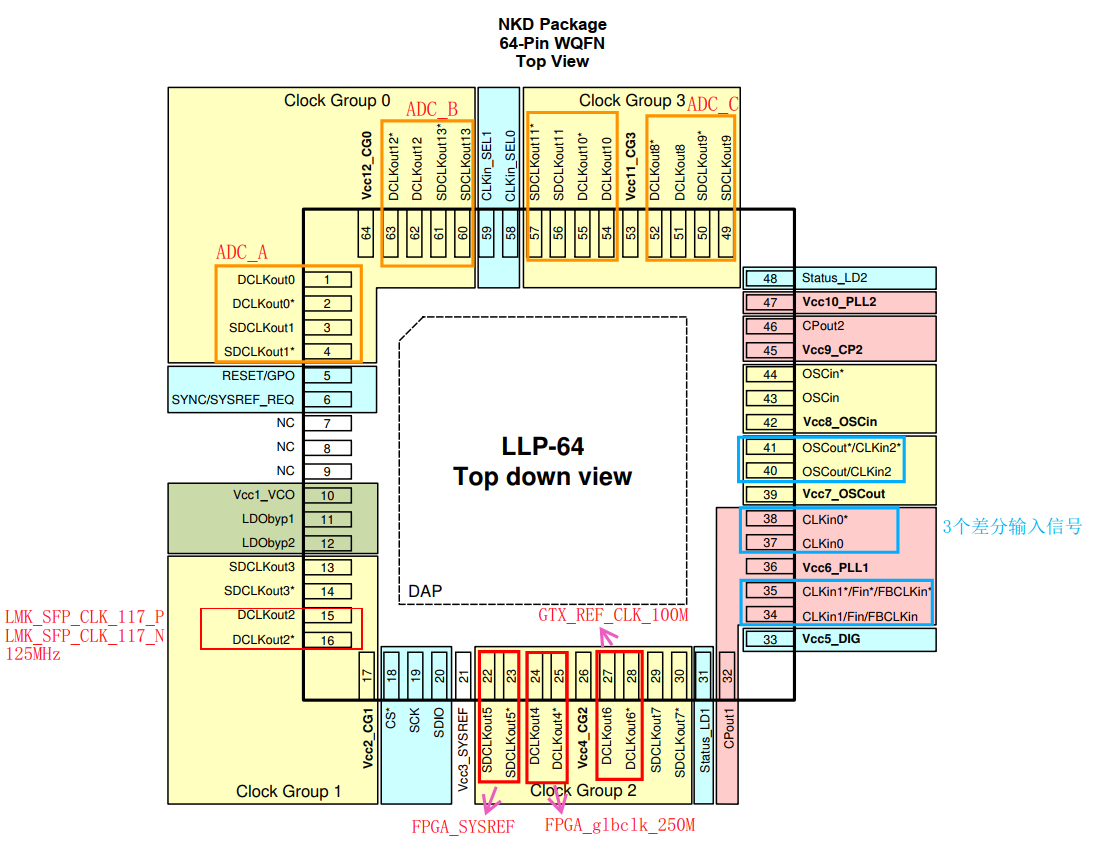 NKD Package
64-Pin WQFN
Top View
Clock Group 0
ADC_B
Vcc12_CG0
DCLKout12*
DCLKout12
SDCLKout13*
SDCLKout13
CLKin_SEL1
CLKin_SEL0
Clock Group 3
ADC_C
SDCLKout11*
SDCLKout11
DCLKout10*
DCLKout10
Vcc11_CG3
DCLKout8*
DCLKout8
SDCLKout9*
SDCLKout9
64
63
62
61
60
59
58
57
56
55
54
53
52
51
50
49
ADC_A
DCLKout0 1
DCLKout0* 2
SDCLKout1 3
SDCLKout1* 4
RESET/GPO 5
SYNC/SYSREF_REQ 6
NC 7
NC 8
NC 9
Vcc1_VCO 10
LDObyp1 11
LDObyp2 12
SDCLKout3 13
SDCLKout3* 14
DCLKout2 15
DCLKout2* 16
LMK_SFP_CLK_117_P
LMK_SFP_CLK_117_N
125MHz
LLP-64
Top down view
DAP
48 Status_LD2
47 Vcc10_PLL2
46 CPout2
45 Vcc9_CP2
44 OSCin*
43 OSCin
42 Vcc8_OSCin
41 OSCout*/CLKin2*
40 OSCout/CLKin2
39 Vcc7_OSCout
38 CLKin0*
37 CLKin0
36 Vcc6_PLL1
35 CLKin1*/Fin*/FBCLKin*
34 CLKin1/Fin/FBCLKin
33 Vcc5_DIG
3个差分输入信号
GTX_REF_CLK_100M
17
18
19
20
21
22
23
24
25
26
27
28
29
30
31
32
Vcc2_CG1
CS*
SCK
SDIO
Vcc3_SYSREF
SDCLKout5
SDCLKout5*
DCLKout4
DCLKout4*
Vcc4_CG2
DCLKout6
DCLKout6*
SDCLKout7
SDCLKout7*
Status_LD1
CPout1
Clock Group 1
Clock Group 2
FPGA_SYSREF
FPGA_glbclk_250M